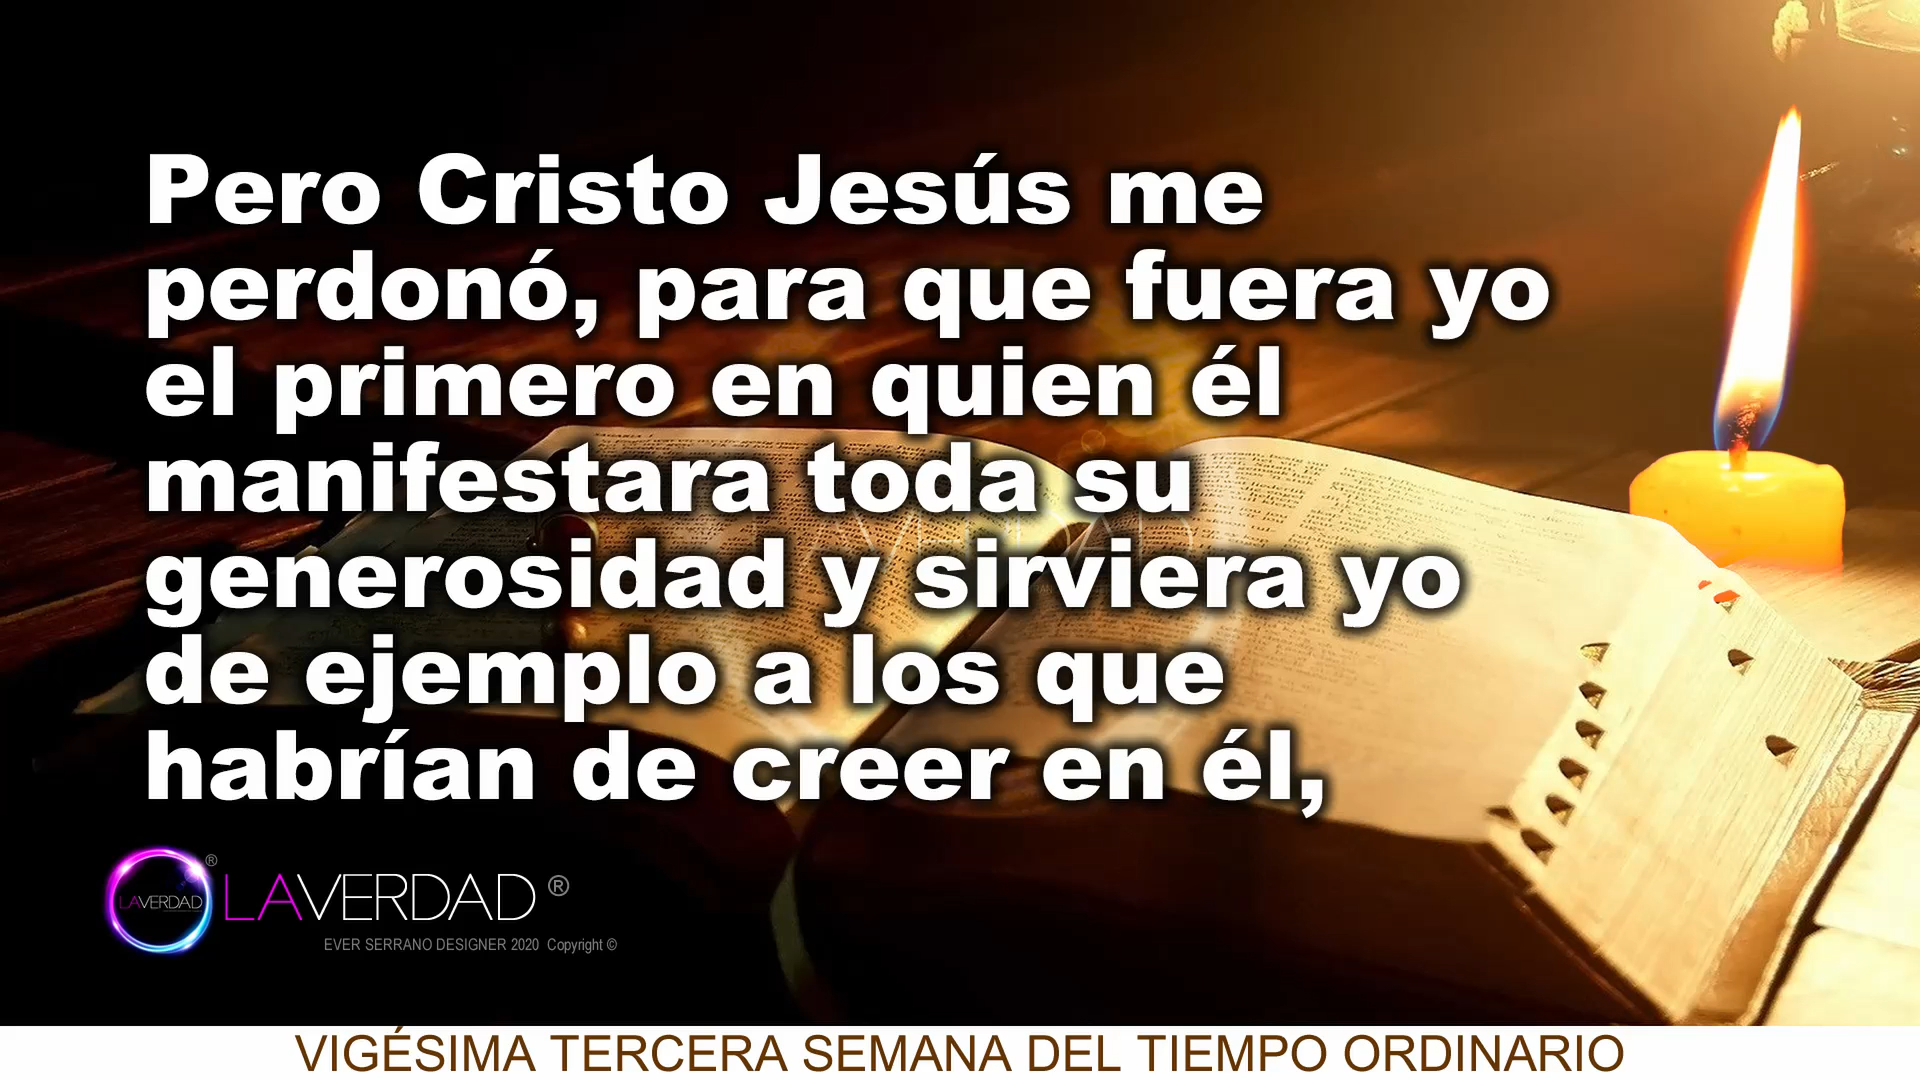 Pero Cristo Jesús me
perdonó, para que fuera yo
el primero en quien él
manifestara toda su
generosidad y sirviera yo
de ejemplo a los que
habrían de creer en él,
LAVERDAD ®
LAVERDAD ®
EVER SERRANO DESIGNER 2020 Copyright ©
VIGÉSIMA TERCERA SEMANA DEL TIEMPO ORDINARIO